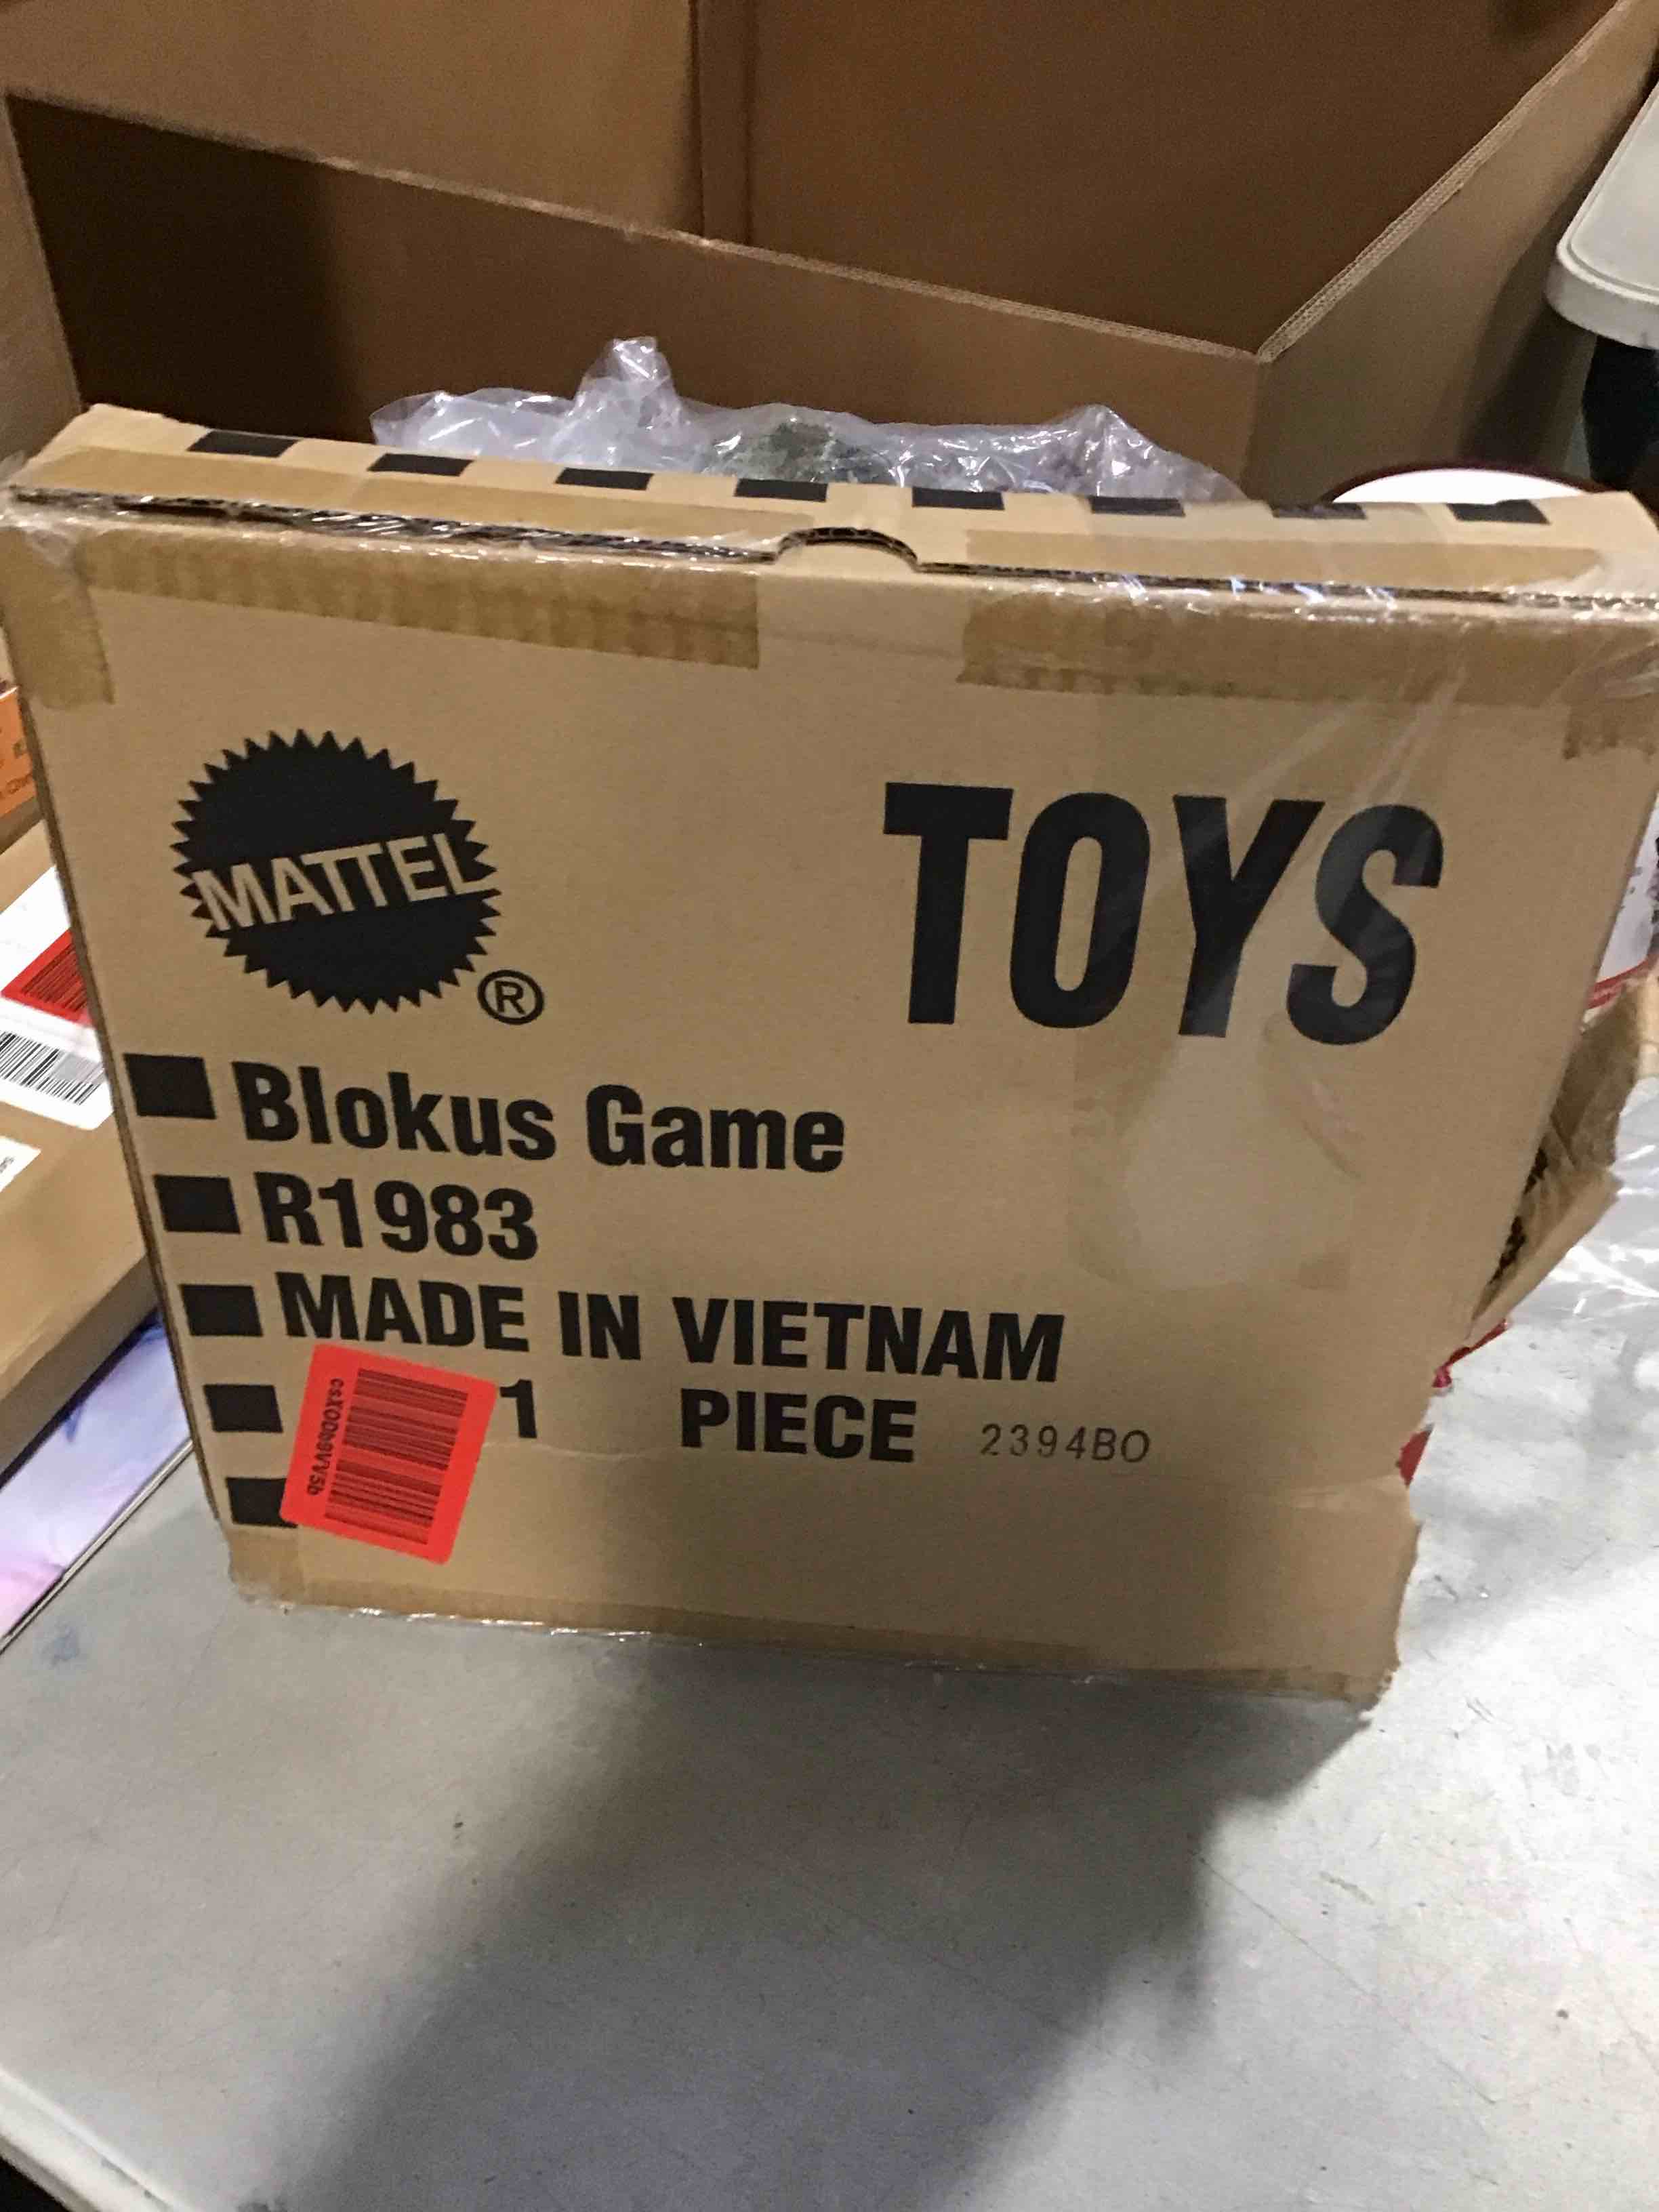 MATTEL
®
TOYS
Blokus Game
R1983
MADE IN VIETNAM
1 PIECE 2394BO